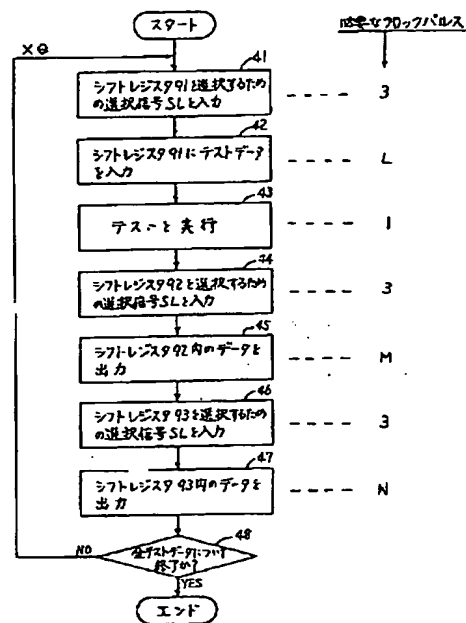 スタート
必要なクロックパルス
×Θ
41
シフトレジスタ91を選択するため
の選択信号SLを入力
3
42
シフトレジスタ91にテストデータ
を入力
L
43
テストを実行
1
44
シフトレジスタ92を選択するため
の選択信号SLを入力
3
45
シフトレジスタ92内のデータを
出力
M
46
シフトレジスタ93を選択するため
の選択信号SLを入力
3
47
シフトレジスタ93内のデータを
出力
N
48
全テストデータについて
終了か?
NO
YES
エンド